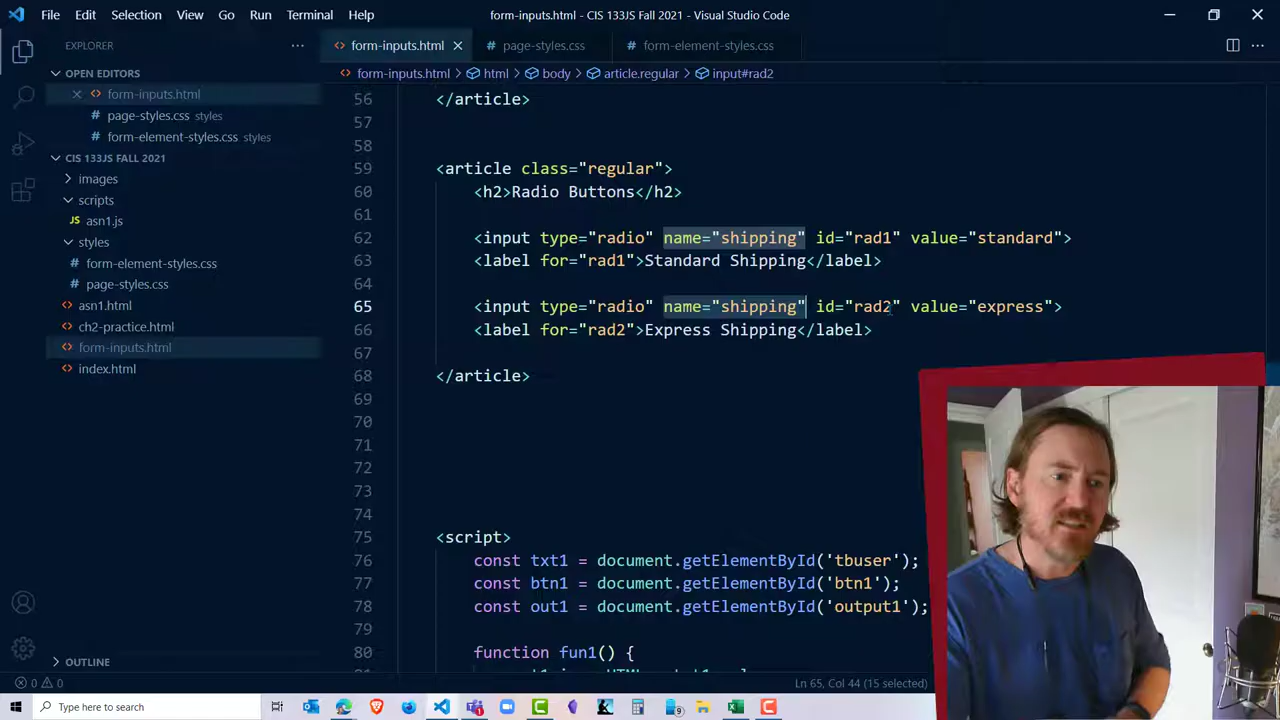 File Edit Selection View Go Run Terminal Help
form-inputs.html - CIS 133JS Fall 2021 - Visual Studio Code
EXPLORER
form-inputs.html page-styles.css form-element-styles.css
OPEN EDITORS
form-inputs.html > html > body > article.regular > input#rad2
form-inputs.html
page-styles.css styles
form-element-styles.css styles
CIS 133JS FALL 2021
images
scripts
JS asn1.js
styles
form-element-styles.css
page-styles.css
asn1.html
ch2-practice.html
form-inputs.html
index.html
OUTLINE
56 </article>
57
58
59 <article class="regular">
60 <h2>Radio Buttons</h2>
61
62 <input type="radio" name="shipping" id="rad1" value="standard">
63 <label for="rad1">Standard Shipping</label>
64
65 <input type="radio" name="shipping" id="rad2" value="express">
66 <label for="rad2">Express Shipping</label>
67
68 </article>
69
70
71
72
73
74
75 <script>
76 const txt1 = document.getElementById('tbuser');
77 const btn1 = document.getElementById('btn1');
78 const out1 = document.getElementById('output1');
79
80 function fun1() {
0 0 Ln 65, Col 44 (15 selected)
Type here to search